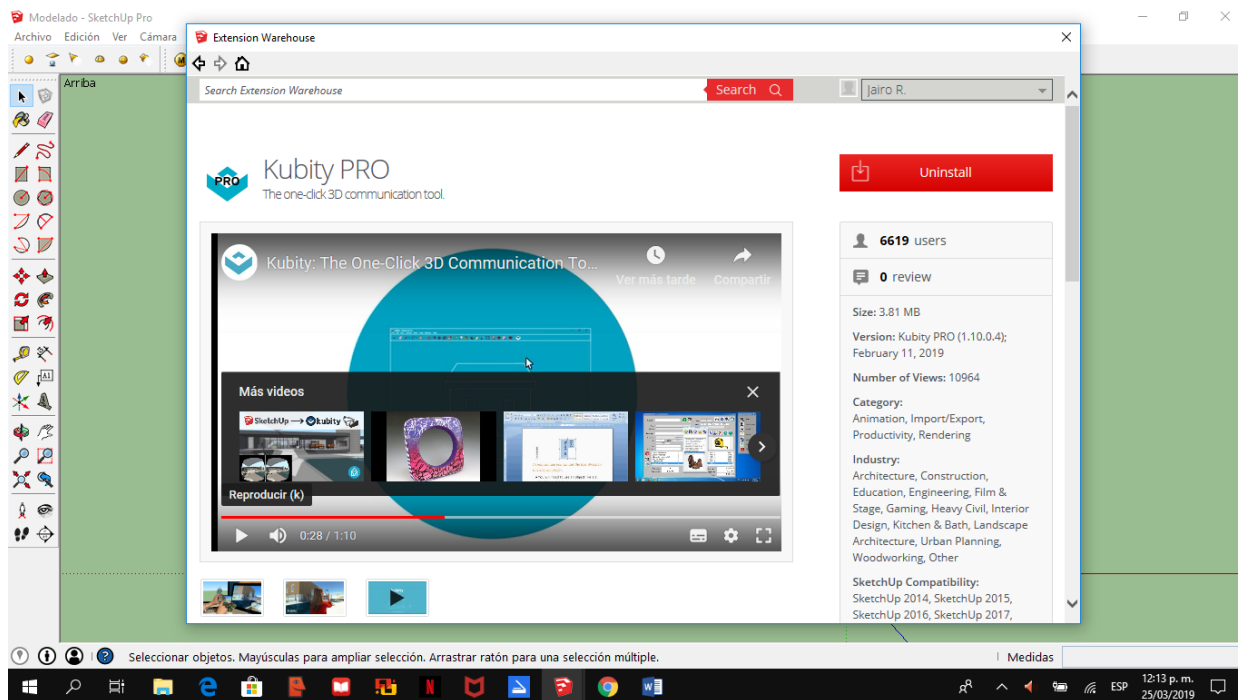 Modelado - SketchUp Pro
Archivo Edición Ver Cámara
Extension Warehouse
Arriba
Search Extension Warehouse
Search
Jairo R.
PRO
Kubity PRO
The one-click 3D communication tool.
Uninstall
Kubity: The One-Click 3D Communication To...
Ver más tarde
Compartir
6619 users
0 review
Size: 3.81 MB
Version: Kubity PRO (1.10.0.4);
February 11, 2019
Number of Views: 10964
Category:
Animation, Import/Export,
Productivity, Rendering
Industry:
Architecture, Construction,
Education, Engineering, Film &
Stage, Gaming, Heavy Civil, Interior
Design, Kitchen & Bath, Landscape
Architecture, Urban Planning,
Woodworking, Other
SketchUp Compatibility:
SketchUp 2014, SketchUp 2015,
SketchUp 2016, SketchUp 2017,
Más videos
SketchUp → kubity
Reproducir (k)
0:28 / 1:10
Seleccionar objetos. Mayúsculas para ampliar selección. Arrastrar ratón para una selección múltiple.
Medidas
ESP
12:13 p. m.
25/03/2019